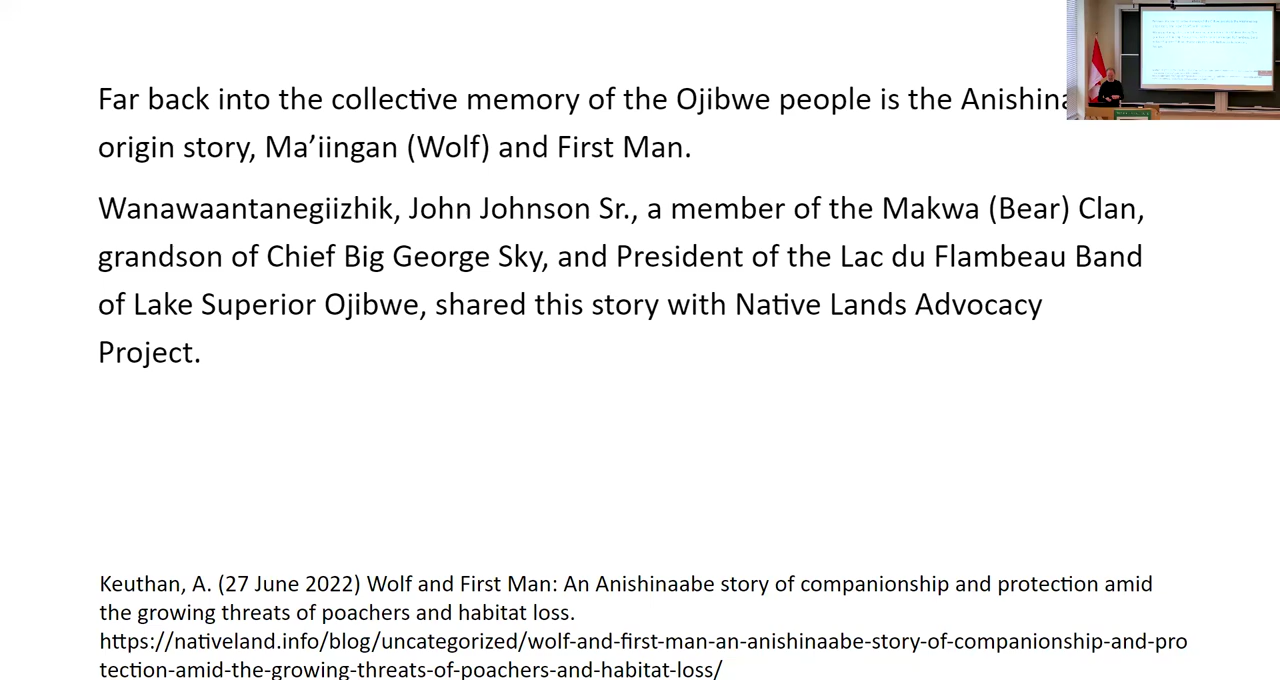 Far back into the collective memory of the Ojibwe people is the
origin story, Ma’iingan (Wolf) and First Man.
Wanawaantanegiizhik, John Johnson Sr., a member of the Makwa (Bear) Clan,
grandson of Chief Big George Sky, and President of the Lac du Flambeau Band
of Lake Superior Ojibwe, shared this story with Native Lands Advocacy
Project.
Keuthan, A. (27 June 2022) Wolf and First Man: An Anishinaabe story of companionship and protection amid
the growing threats of poachers and habitat loss.
https://nativeland.info/blog/uncategorized/wolf-and-first-man-an-anishinaabe-story-of-companionship-and-pro
tection-amid-the-growing-threats-of-poachers-and-habitat-loss/